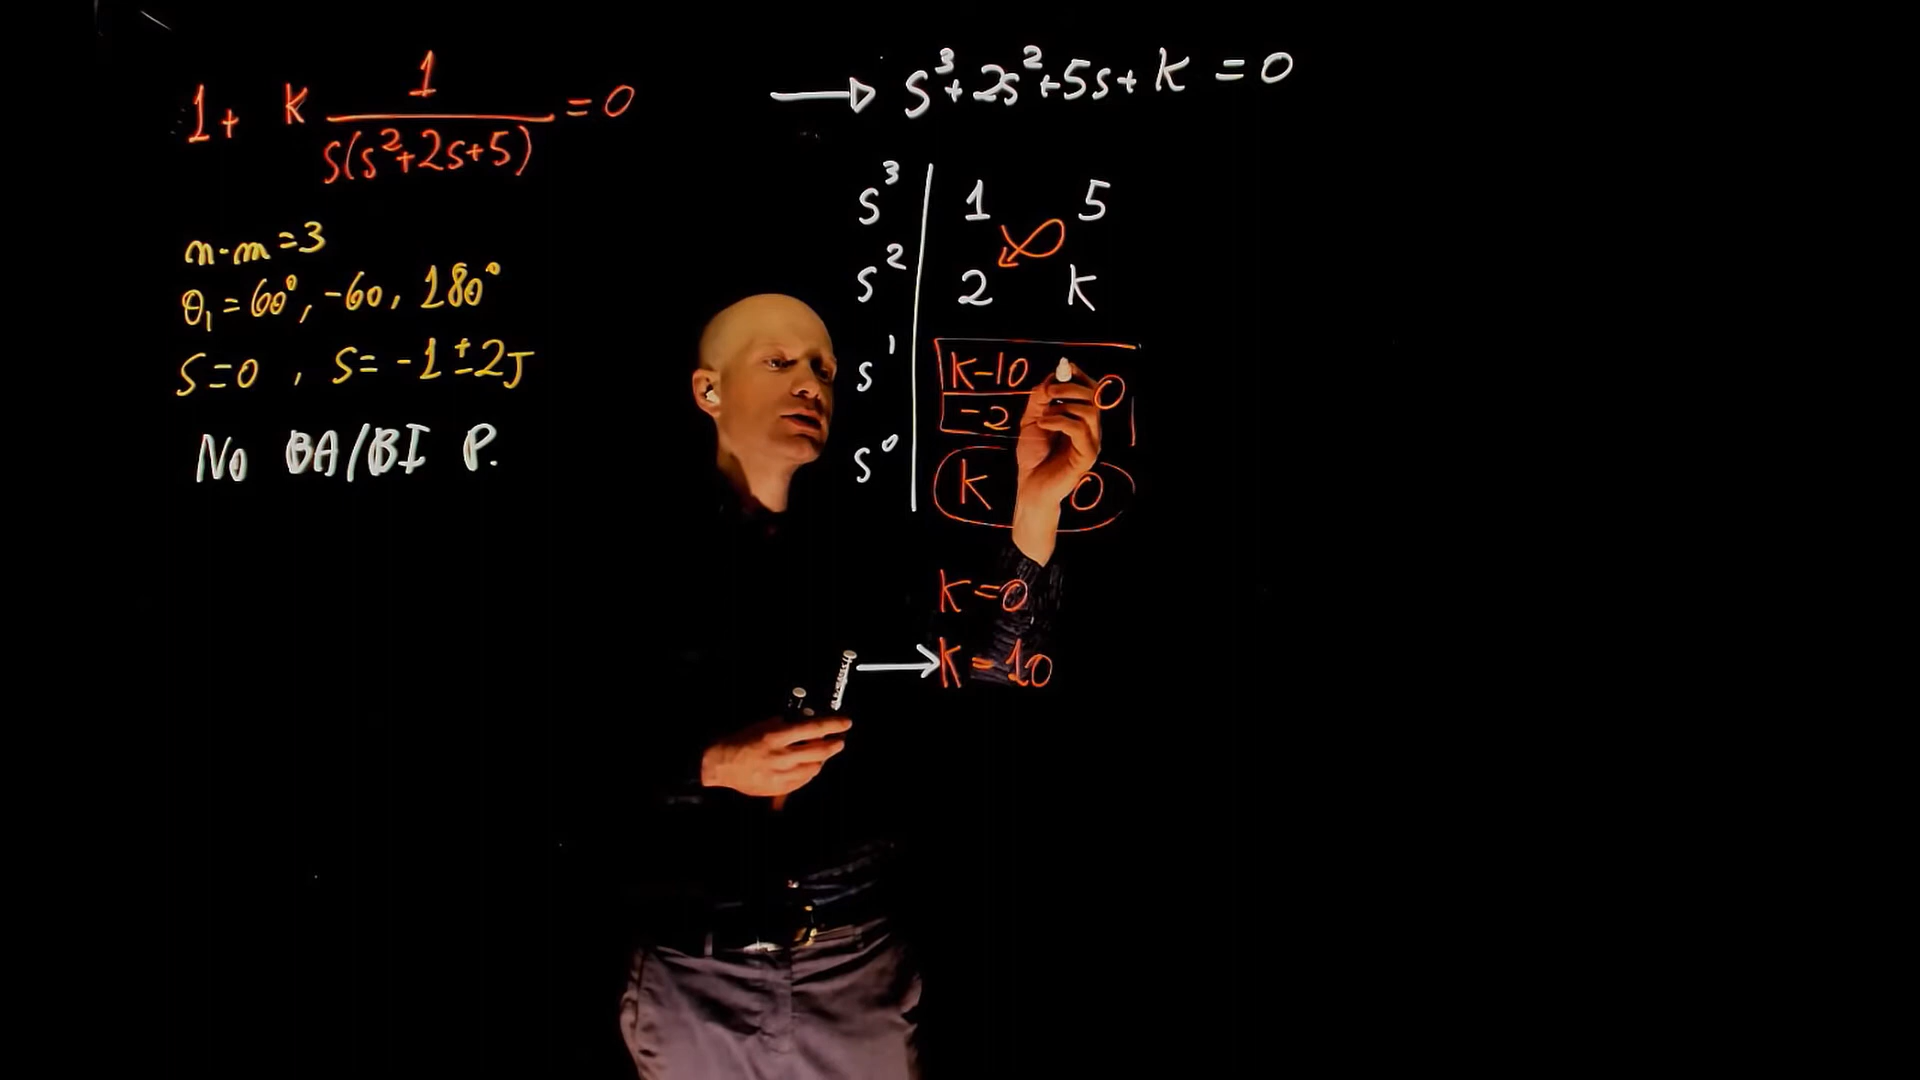 1 + K 1 / s(s²+2s+5) = 0
n-m=3
θ₁ = 60°, -60, 180°
S=0 , S= -1 ± 2J
No BA/BI P.
→ s³+2s²+5s+K = 0
s³ | 1 5
s² | 2 K
s¹ | K-10 / -2 0
s⁰ | K 0
K=0
→ K=10